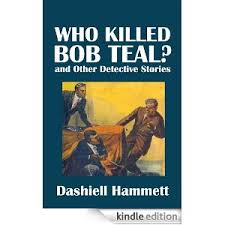 WHO KILLED
BOB TEAL?
and Other Detective Stories
Dashiell Hammett
kindle edition